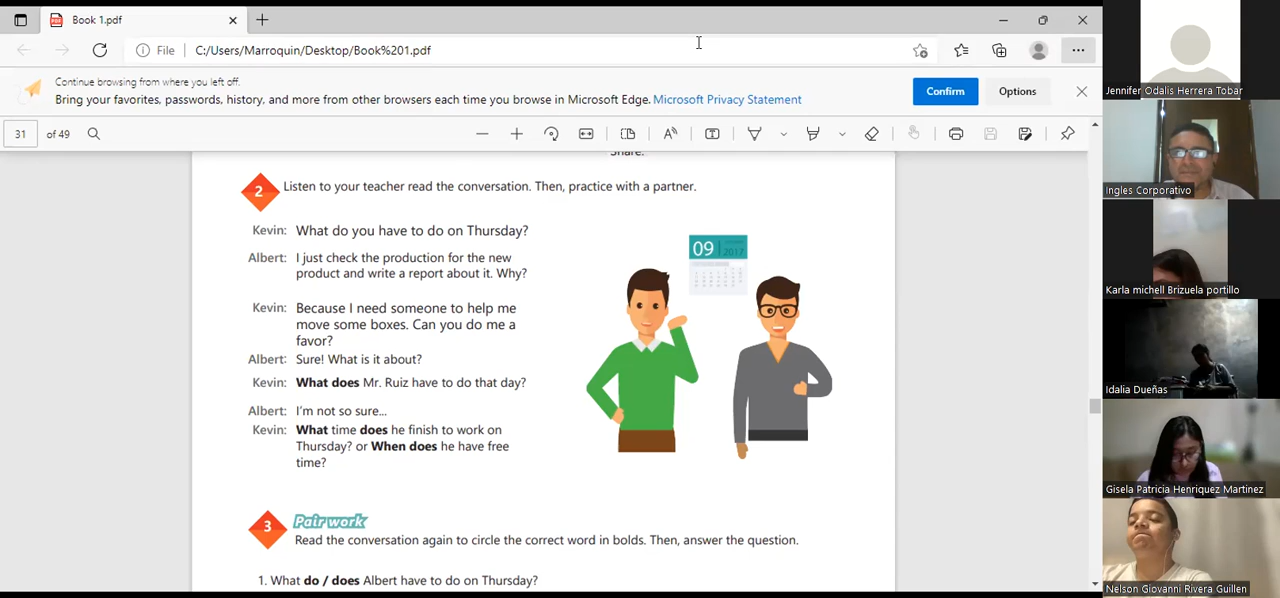 Book 1.pdf
File C:/Users/Marroquin/Desktop/Book%201.pdf
Continue browsing from where you left off.
Bring your favorites, passwords, history, and more from other browsers each time you browse in Microsoft Edge. Microsoft Privacy Statement
Confirm
Options
31 of 49
Share.
2 Listen to your teacher read the conversation. Then, practice with a partner.
Kevin: What do you have to do on Thursday?
Albert: I just check the production for the new
product and write a report about it. Why?
Kevin: Because I need someone to help me
move some boxes. Can you do me a
favor?
Albert: Sure! What is it about?
Kevin: What does Mr. Ruiz have to do that day?
Albert: I'm not so sure...
Kevin: What time does he finish to work on
Thursday? or When does he have free
time?
09
2017
3 Pair work
Read the conversation again to circle the correct word in bolds. Then, answer the question.
1. What do / does Albert have to do on Thursday?
Jennifer Odalis Herrera Tobar
Ingles Corporativo
Karla michell Brizuela portillo
Idalia Dueñas
Gisela Patricia Henriquez Martinez
Nelson Giovanni Rivera Guillen